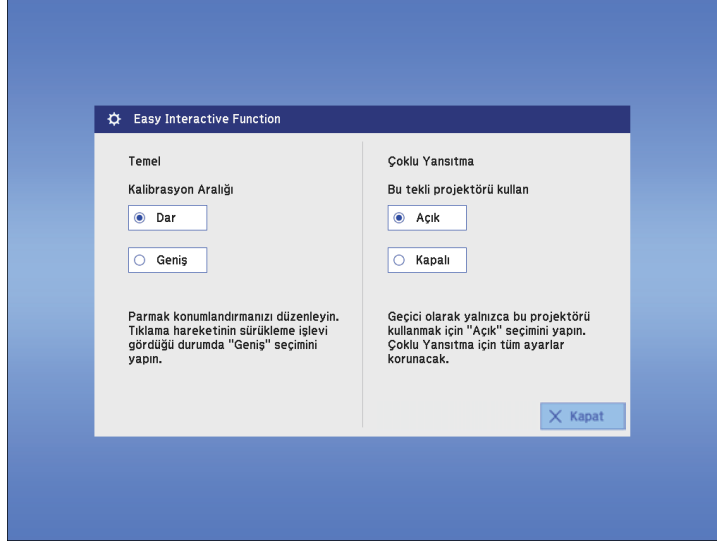 Easy Interactive Function
Temel
Kalibrasyon Aralığı
Dar
Geniş
Parmak konumlandırmanızı düzenleyin.
Tıklama hareketinin sürükleme işlevi
gördüğü durumda "Geniş" seçimini
yapın.
Çoklu Yansıtma
Bu tekli projektörü kullan
Açık
Kapalı
Geçici olarak yalnızca bu projektörü
kullanmak için "Açık" seçimini yapın.
Çoklu Yansıtma için tüm ayarlar
korunacak.
Kapat